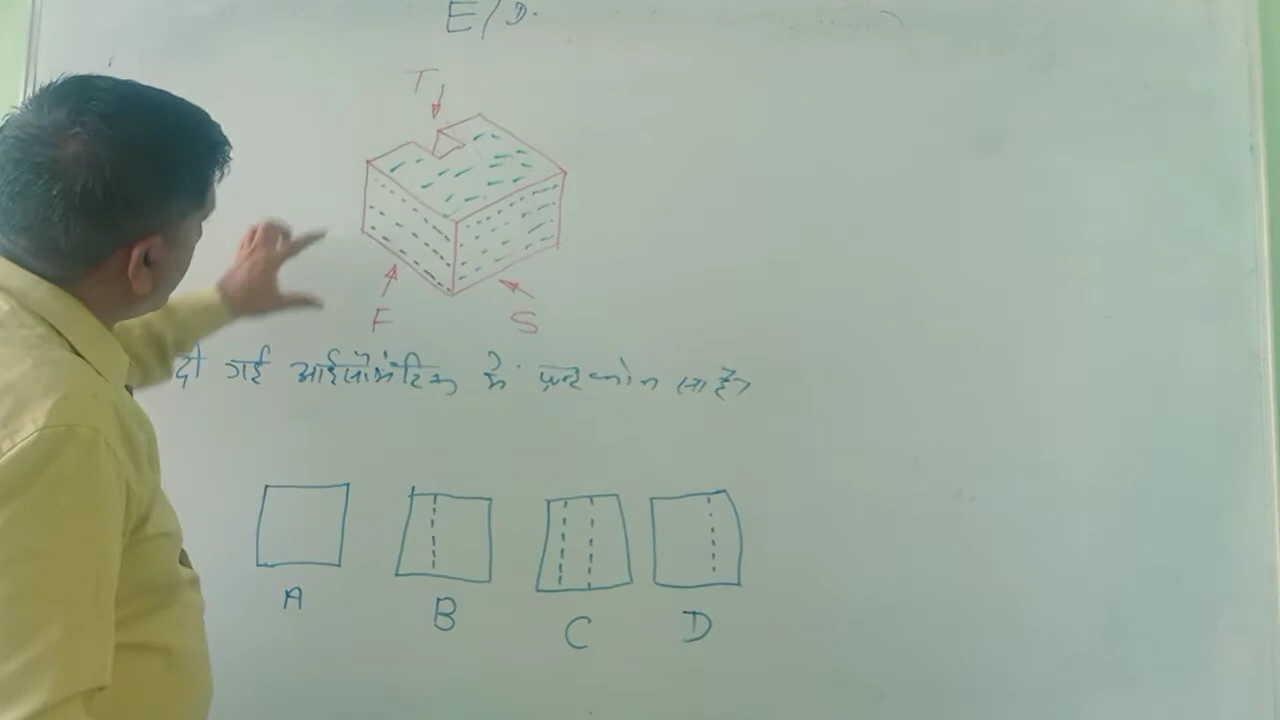 E/D.
T
F
S
दी गई आईसोमेट्रिक में फ्रन्ट कोन सा है?
A
B
C
D